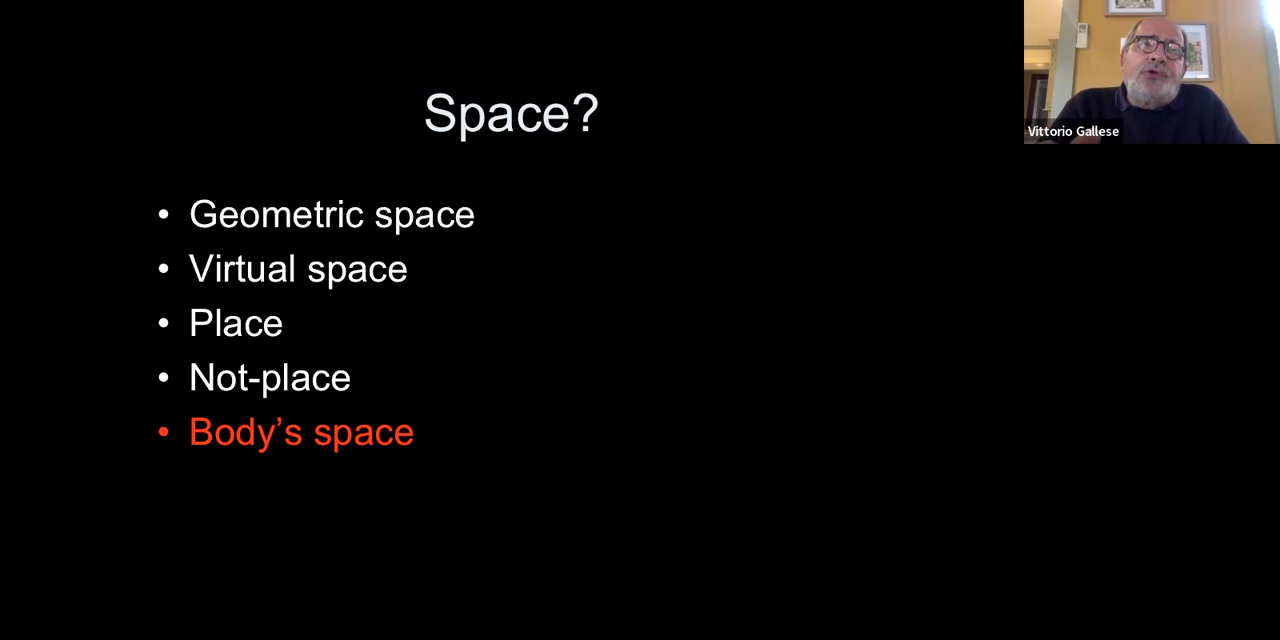 Space?
• Geometric space
• Virtual space
• Place
• Not-place
• Body’s space
Vittorio Gallese